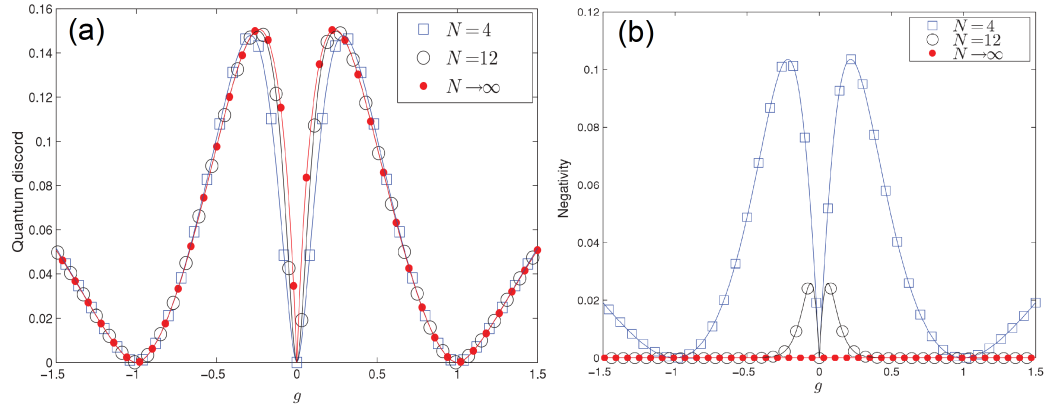 (a)
N = 4
N = 12
N → ∞
Quantum discord
0.16
0.14
0.12
0.1
0.08
0.06
0.04
0.02
0
−1.5
−1
−0.5
0
0.5
1
1.5
g
(b)
N = 4
N = 12
N → ∞
Negativity
0.12
0.1
0.08
0.06
0.04
0.02
0
−1.5
−1
−0.5
0
0.5
1
1.5
g